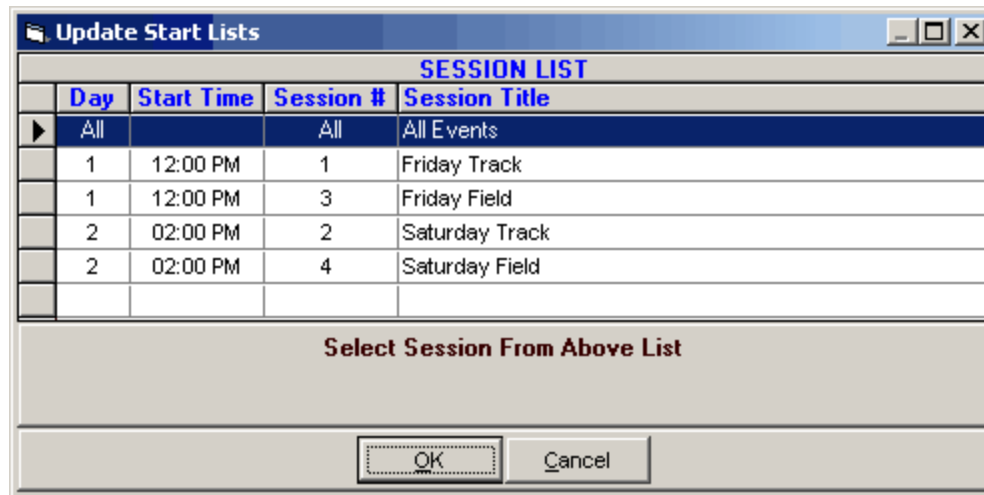 Update Start Lists
SESSION LIST
Day Start Time Session # Session Title
All All All Events
1 12:00 PM 1 Friday Track
1 12:00 PM 3 Friday Field
2 02:00 PM 2 Saturday Track
2 02:00 PM 4 Saturday Field
Select Session From Above List
OK Cancel